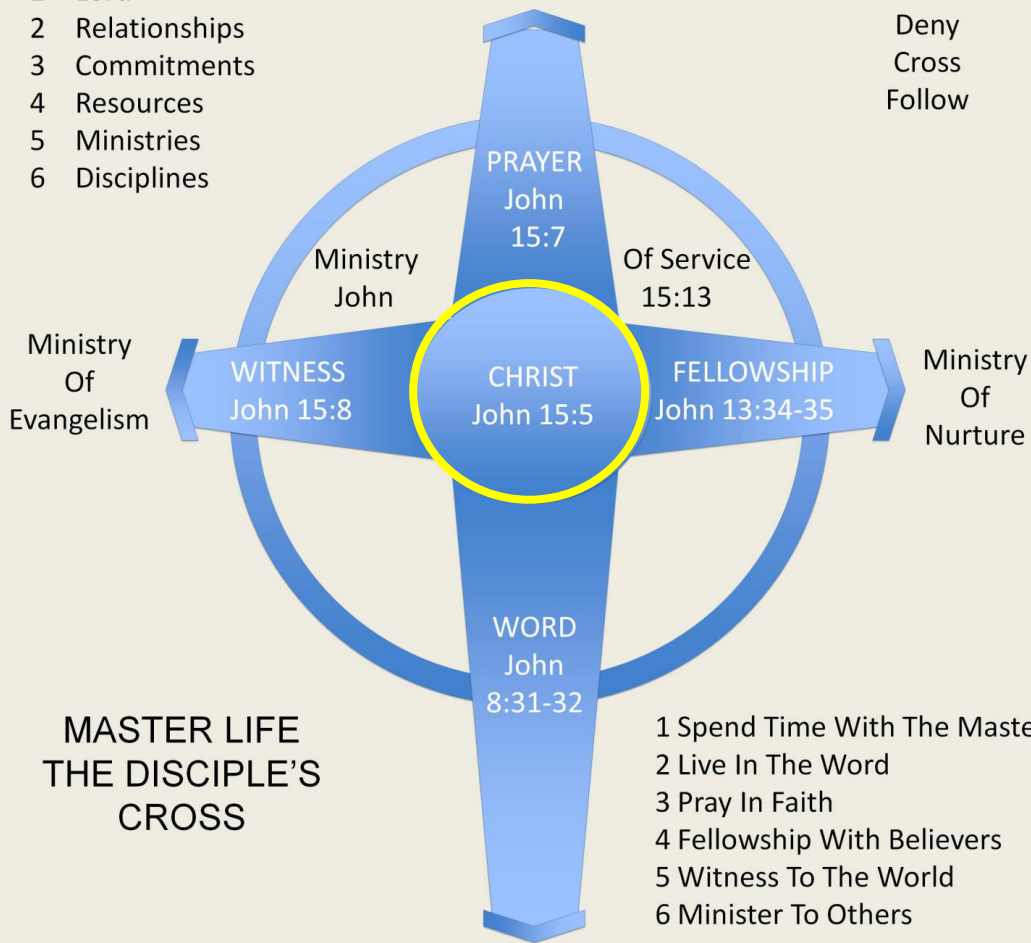 2 Relationships
3 Commitments
4 Resources
5 Ministries
6 Disciplines
Deny
Cross
Follow
PRAYER
John
15:7
Ministry
John
Of Service
15:13
Ministry
Of
Evangelism
WITNESS
John 15:8
CHRIST
John 15:5
FELLOWSHIP
John 13:34-35
Ministry
Of
Nurture
WORD
John
8:31-32
MASTER LIFE
THE DISCIPLE’S
CROSS
1 Spend Time With The Maste
2 Live In The Word
3 Pray In Faith
4 Fellowship With Believers
5 Witness To The World
6 Minister To Others